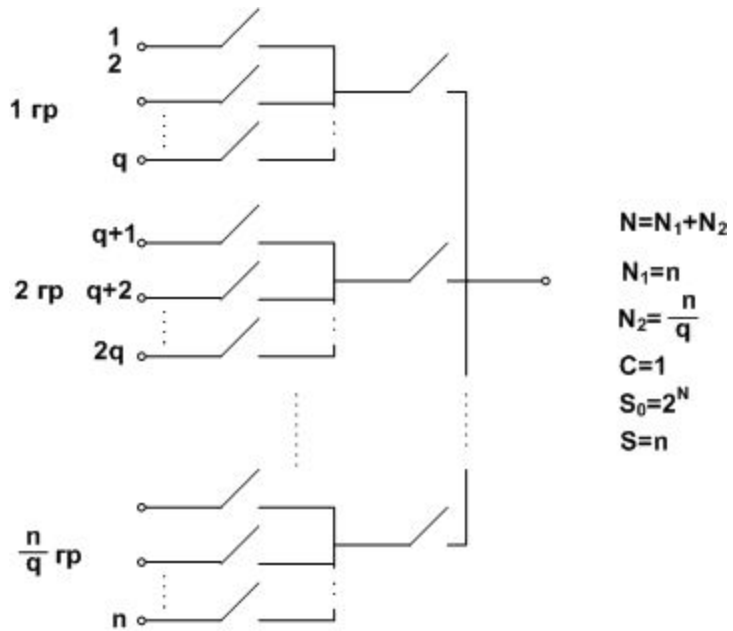 1
2
1 гр
q
q+1
2 гр q+2
2q
n/q гр
n
N=N₁+N₂
N₁=n
N₂=n/q
C=1
S₀=2ᴺ
S=n